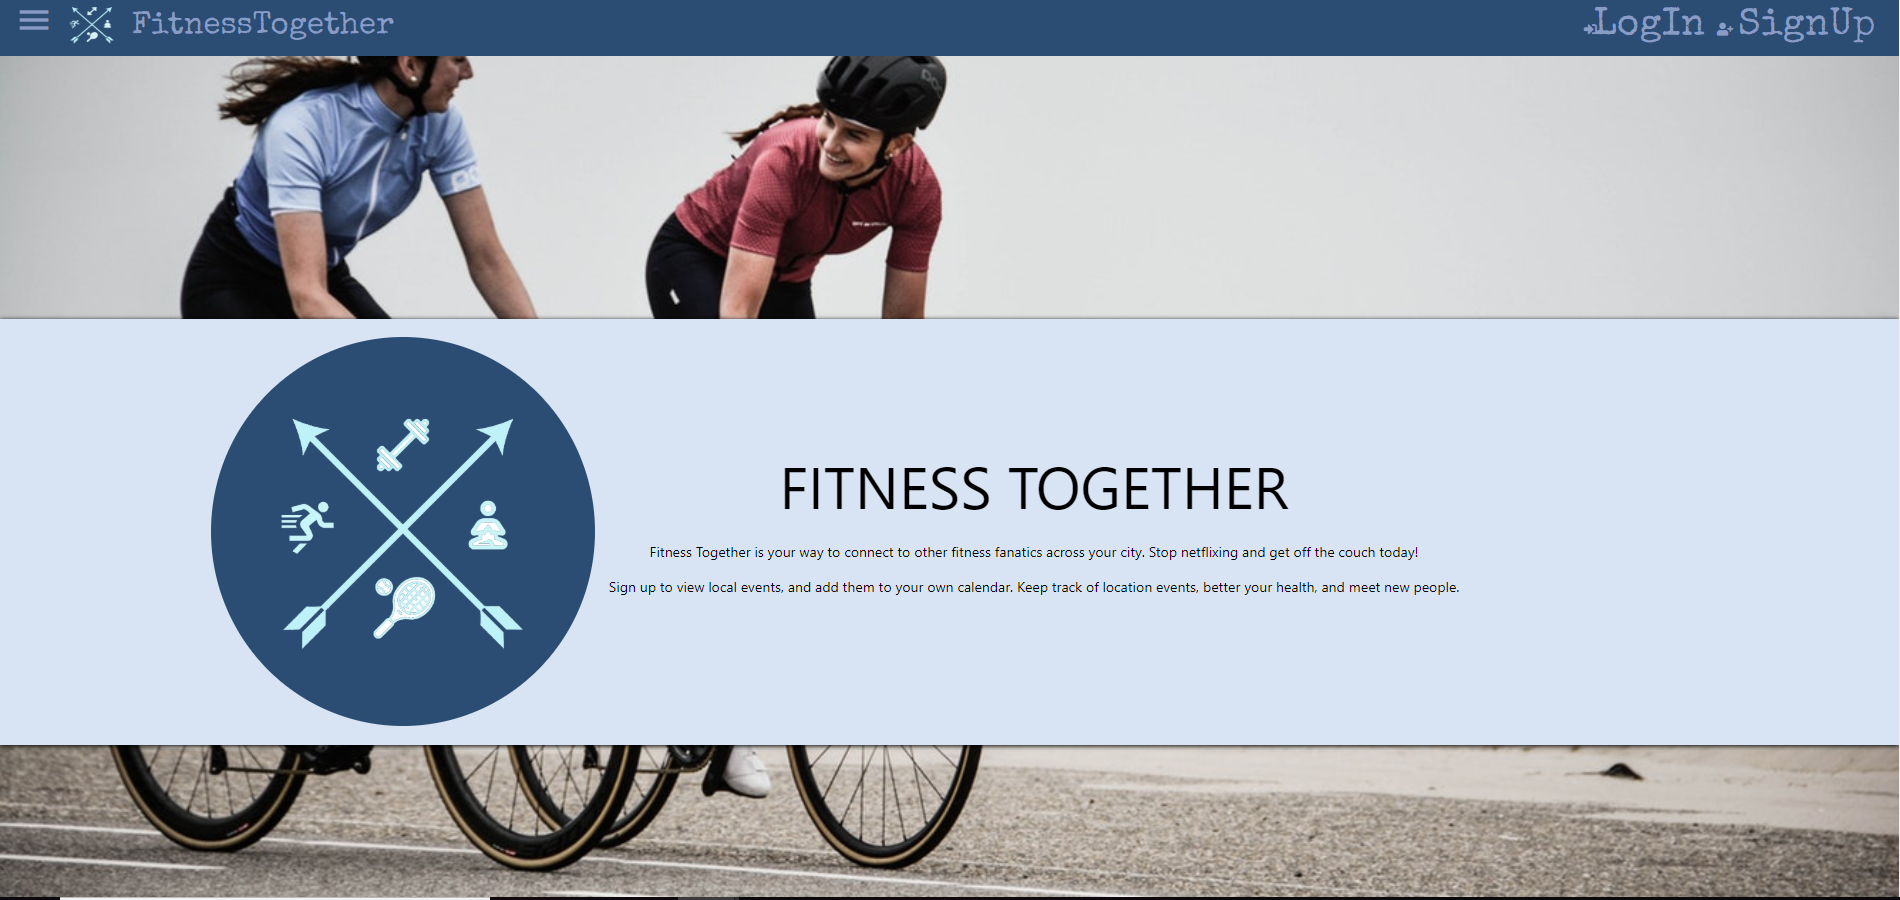 FitnessTogether
LogIn SignUp
FITNESS TOGETHER
Fitness Together is your way to connect to other fitness fanatics across your city. Stop netflixing and get off the couch today!
Sign up to view local events, and add them to your own calendar. Keep track of location events, better your health, and meet new people.